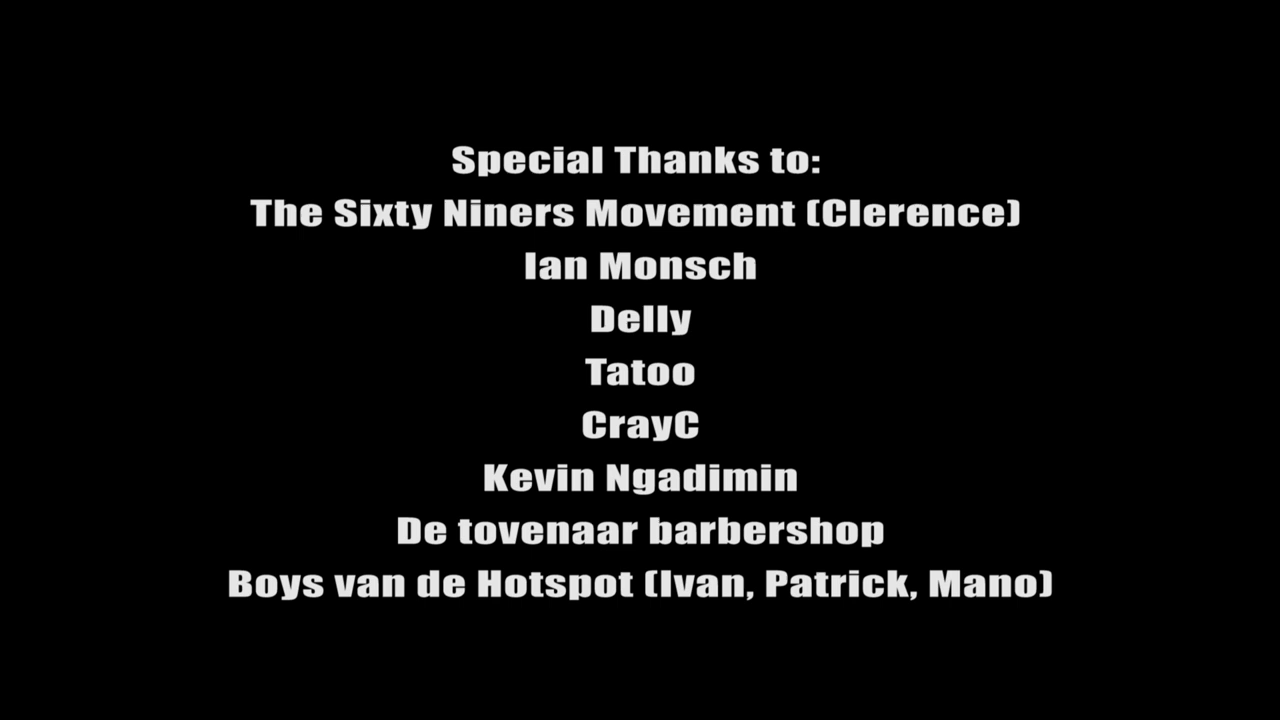 Special Thanks to:
The Sixty Niners Movement (Clerence)
Ian Monsch
Delly
Tatoo
CrayC
Kevin Ngadimin
De tovenaar barbershop
Boys van de Hotspot (Ivan, Patrick, Mano)